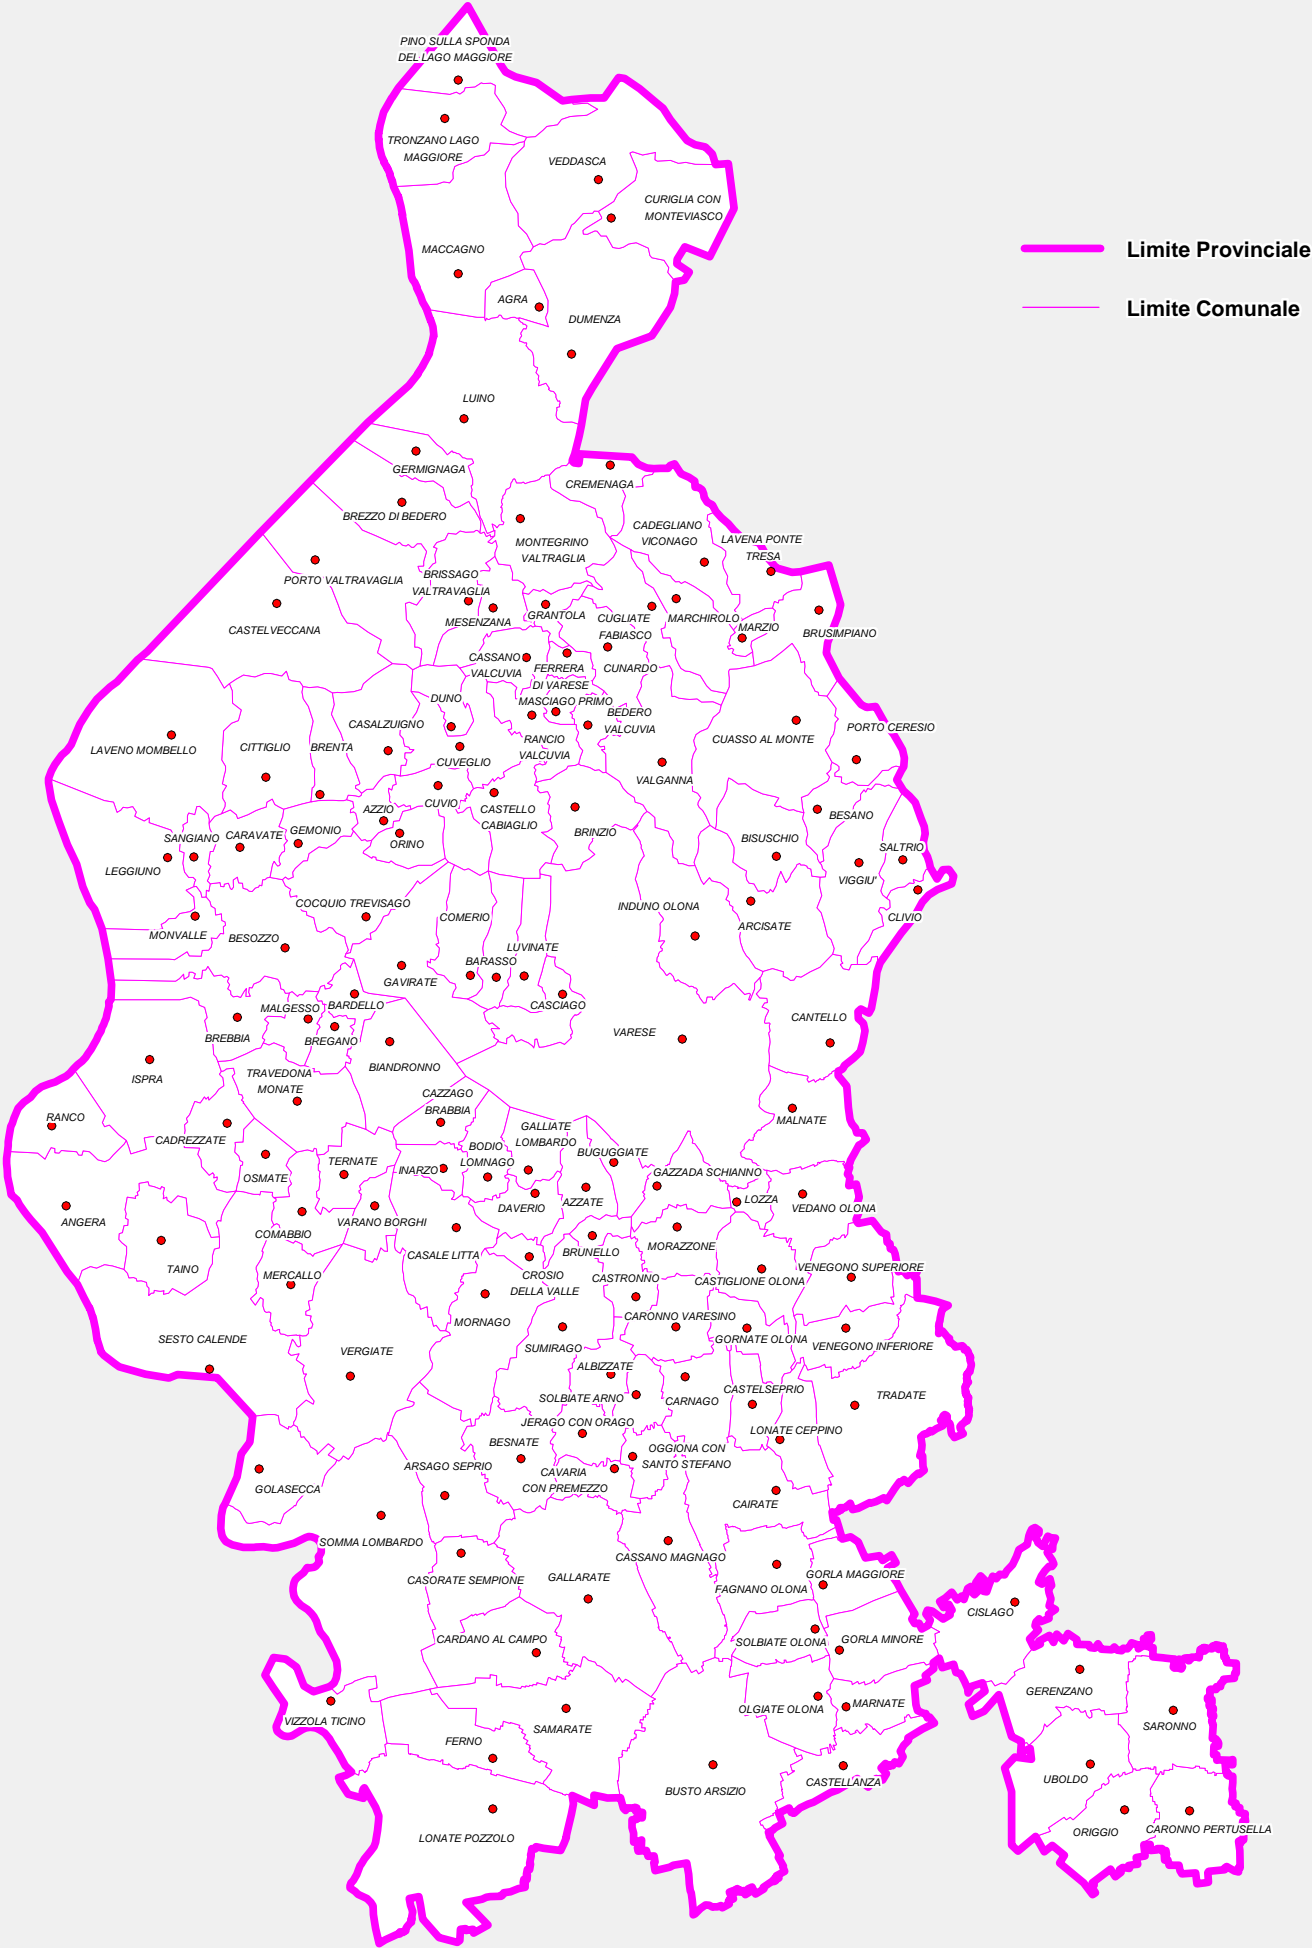 PINO SULLA SPONDA
DEL LAGO MAGGIORE
TRONZANO LAGO
MAGGIORE
VEDDASCA
CURIGLIA CON
MONTEVIASCO
MACCAGNO
Limite Provinciale
AGRA
Limite Comunale
DUMENZA
LUINO
GERMIGNAGA
CREMENAGA
BREZZO DI BEDERO
CADEGLIANO
VICONAGO
MONTEGRINO
VALTRAGLIA
LAVENA PONTE
TRESA
PORTO VALTRAVAGLIA
BRISSAGO
VALTRAVAGLIA
CASTELVECCANA
MESENZANA
GRANTOLA
CUGLIATE
FABIASCO
MARCHIROLO
MARZIO
BRUSIMPIANO
CASSANO
VALCUVIA
FERRERA
DI VARESE
CUNARDO
MASCIAGO PRIMO
DUNO
BEDERO
VALCUVIA
CASALZUIGNO
RANCIO
VALCUVIA
CUASSO AL MONTE
PORTO CERESIO
LAVENO MOMBELLO
CITTIGLIO
BRENTA
CUVEGLIO
VALGANNA
CUVIO
CASTELLO
CABIAGLIO
AZZIO
BRINZIO
BESANO
SANGIANO
CARAVATE
GEMONIO
ORINO
BISUSCHIO
SALTRIO
LEGGIUNO
VIGGIU'
COCQUIO TREVISAGO
COMERIO
INDUNO OLONA
ARCISATE
CLIVIO
MONVALLE
BESOZZO
LUVINATE
BARASSO
GAVIRATE
CASCIAGO
MALGESSO
BARDELLO
BREBBIA
BREGANO
VARESE
CANTELLO
BIANDRONNO
ISPRA
TRAVEDONA
MONATE
CAZZAGO
BRABBIA
RANCO
CADREZZATE
GALLIATE
LOMBARDO
MALNATE
BODIO
LOMNAGO
BUGUGGIATE
TERNATE
INARZO
GAZZADA SCHIANNO
OSMATE
LOZZA
DAVERIO
AZZATE
VEDANO OLONA
ANGERA
COMABBIO
VARANO BORGHI
CASALE LITTA
BRUNELLO
MORAZZONE
TAINO
MERCALLO
CROSIO
DELLA VALLE
CASTRONNO
CASTIGLIONE OLONA
VENEGONO SUPERIORE
MORNAGO
CARONNO VARESINO
SESTO CALENDE
VERGIATE
SUMIRAGO
GORNATE OLONA
VENEGONO INFERIORE
ALBIZZATE
SOLBIATE ARNO
CARNAGO
CASTELSEPRIO
TRADATE
JERAGO CON ORAGO
LONATE CEPPINO
BESNATE
OGGIONA CON
SANTO STEFANO
ARSAGO SEPRIO
CAVARIA
CON PREMEZZO
GOLASECCA
CAIRATE
SOMMA LOMBARDO
CASSANO MAGNAGO
CASORATE SEMPIONE
GALLARATE
FAGNANO OLONA
GORLA MAGGIORE
CISLAGO
CARDANO AL CAMPO
SOLBIATE OLONA
GORLA MINORE
GERENZANO
OLGIATE OLONA
MARNATE
VIZZOLA TICINO
SAMARATE
SARONNO
FERNO
CASTELLANZA
UBOLDO
BUSTO ARSIZIO
LONATE POZZOLO
ORIGGIO
CARONNO PERTUSELLA